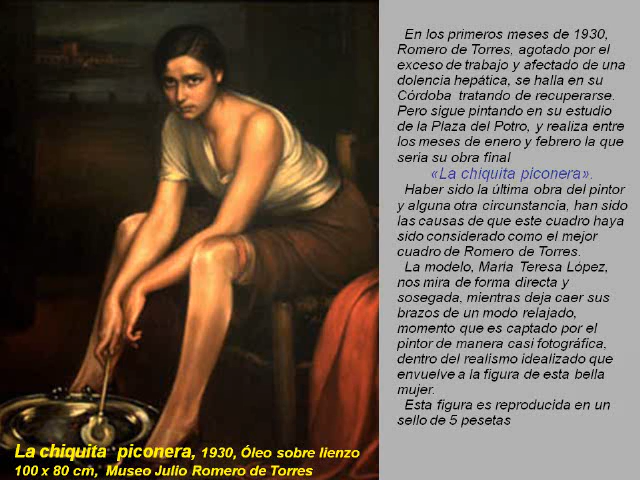 En los primeros meses de 1930,
Romero de Torres, agotado por el
exceso de trabajo y afectado de una
dolencia hepática, se halla en su
Córdoba tratando de recuperarse.
Pero sigue pintando en su estudio
de la Plaza del Potro, y realiza entre
los meses de enero y febrero la que
sería su obra final
«La chiquita piconera».
Haber sido la última obra del pintor
y alguna otra circunstancia, han sido
las causas de que este cuadro haya
sido considerado como el mejor
cuadro de Romero de Torres.
La modelo, María Teresa López,
nos mira de forma directa y
sosegada, mientras deja caer sus
brazos de un modo relajado,
momento que es captado por el
pintor de manera casi fotográfica,
dentro del realismo idealizado que
envuelve a la figura de esta bella
mujer.
Esta figura es reproducida en un
sello de 5 pesetas
La chiquita piconera, 1930, Óleo sobre lienzo
100 x 80 cm, Museo Julio Romero de Torres